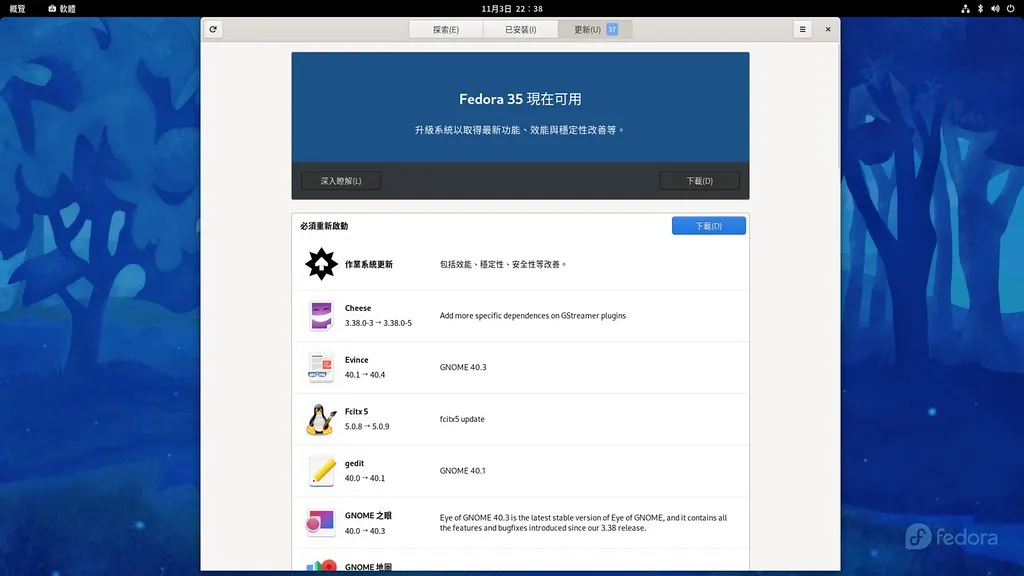 概覽
軟體
11月3日 22:38
探索(E)
已安裝(I)
更新(U) 37
Fedora 35 現在可用
升級系統以取得最新功能、效能與穩定性改善等。
深入瞭解(L)
下載(D)
必須重新啟動
下載(D)
作業系統更新
包括效能、穩定性、安全性等改善。
Cheese
3.38.0-3 → 3.38.0-5
Add more specific dependences on GStreamer plugins
Evince
40.1 → 40.4
GNOME 40.3
Fcitx 5
5.0.8 → 5.0.9
fcitx5 update
gedit
40.0 → 40.1
GNOME 40.1
GNOME 之眼
40.0 → 40.3
Eye of GNOME 40.3 is the latest stable version of Eye of GNOME, and it contains all
the features and bugfixes introduced since our 3.38 release.
GNOME 地圖
fedora